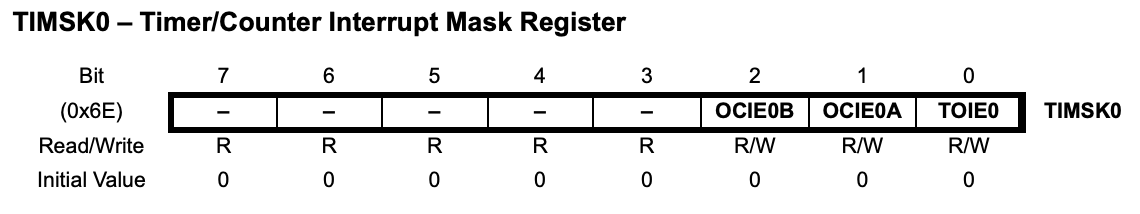 TIMSK0 – Timer/Counter Interrupt Mask Register
Bit 7 6 5 4 3 2 1 0
(0x6E) – – – – – OCIE0B OCIE0A TOIE0 TIMSK0
Read/Write R R R R R R/W R/W R/W
Initial Value 0 0 0 0 0 0 0 0